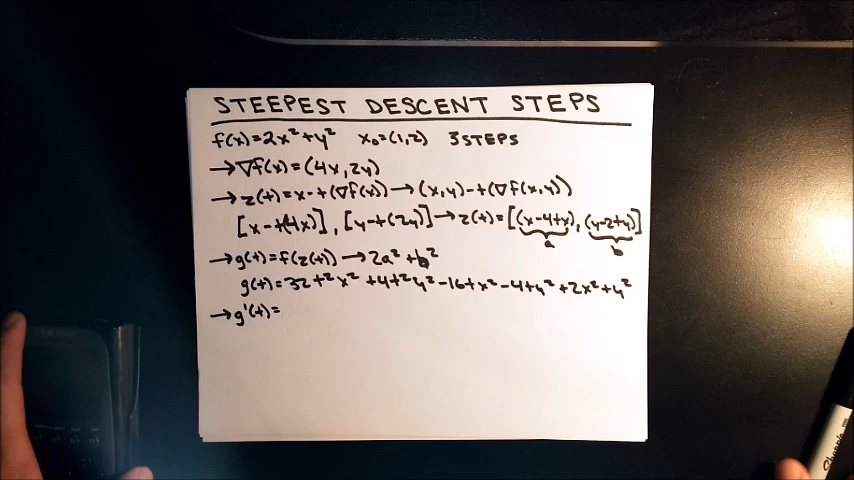 STEEPEST DESCENT STEPS
f(x)=2x²+y² x₀=(1,2) 3 STEPS
→∇f(x)=(4x,2y)
→z(t)=x-t(∇f(x))→(x,y)-t(∇f(x,y))
[x-t(4x)],[y-t(2y)]→z(t)=[(x-4tx),(y-2ty)]
a b
→g(t)=f(z(t))→2a²+b²
g(t)=32t²x²+4t²y²-16tx²-4ty²+2x²+y²
→g'(t)=
Sharpie